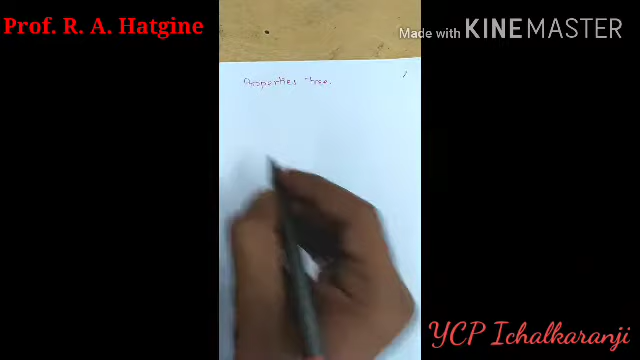 Prof. R. A. Hatgine
Made with KINEMASTER
Properties Tree.
YCP Ichalkaranji